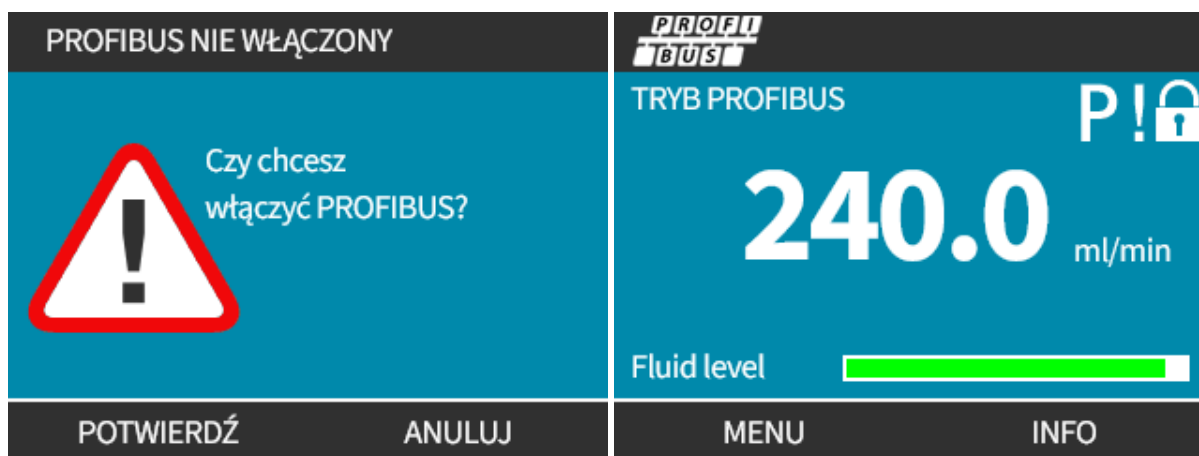 PROFIBUS NIE WŁĄCZONY
Czy chcesz
włączyć PROFIBUS?
POTWIERDŹ
ANULUJ
PROFI
BUS
TRYB PROFIBUS
P!
240.0 ml/min
Fluid level
MENU
INFO